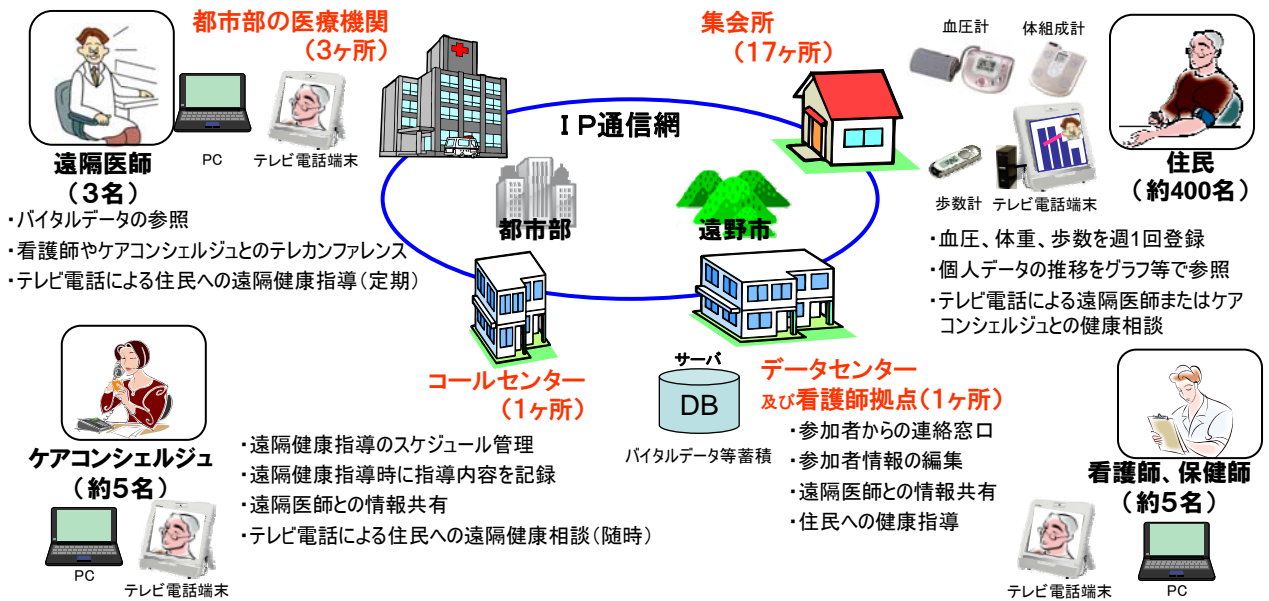 都市部の医療機関
（3ヶ所）
PC
テレビ電話端末
遠隔医師
（3名）
・バイタルデータの参照
・看護師やケアコンシェルジュとのテレカンファレンス
・テレビ電話による住民への遠隔健康指導（定期）
ＩＰ通信網
都市部
遠野市
集会所
（17ヶ所）
血圧計
体組成計
歩数計
テレビ電話端末
住民
（約400名）
・血圧、体重、歩数を週1回登録
・個人データの推移をグラフ等で参照
・テレビ電話による遠隔医師またはケア
コンシェルジュとの健康相談
コールセンター
（1ヶ所）
ケアコンシェルジュ
（約5名）
PC
テレビ電話端末
・遠隔健康指導のスケジュール管理
・遠隔健康指導時に指導内容を記録
・遠隔医師との情報共有
・テレビ電話による住民への遠隔健康相談（随時）
サーバ
DB
バイタルデータ等蓄積
データセンター
及び看護師拠点（1ヶ所）
・参加者からの連絡窓口
・参加者情報の編集
・遠隔医師との情報共有
・住民への健康指導
看護師、保健師
（約5名）
テレビ電話端末
PC